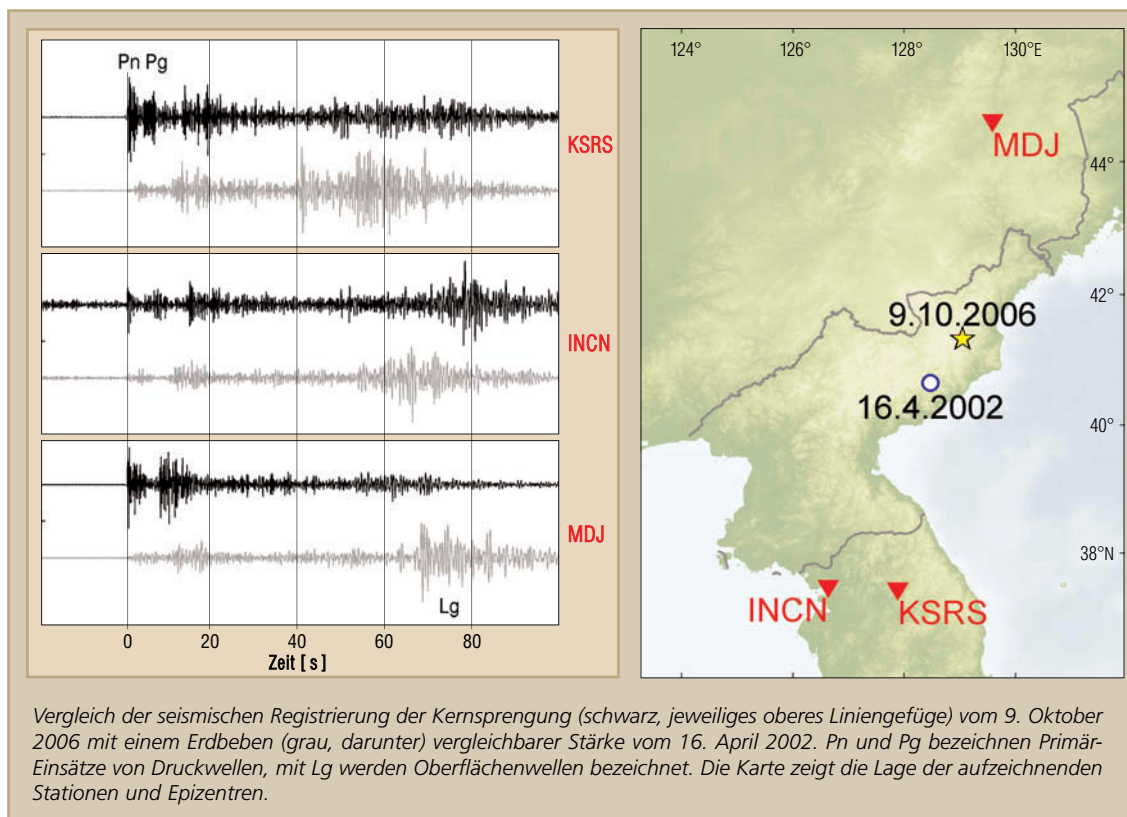 Pn Pg
KSRS
INCN
MDJ
Lg
0 20 40 60 80
Zeit [ s ]
124° 126° 128° 130°E
MDJ
44°
42°
9.10.2006
16.4.2002
40°
38°N
INCN
KSRS
Vergleich der seismischen Registrierung der Kernsprengung (schwarz, jeweiliges oberes Liniengefüge) vom 9. Oktober
2006 mit einem Erdbeben (grau, darunter) vergleichbarer Stärke vom 16. April 2002. Pn und Pg bezeichnen Primär-
Einsätze von Druckwellen, mit Lg werden Oberflächenwellen bezeichnet. Die Karte zeigt die Lage der aufzeichnenden
Stationen und Epizentren.